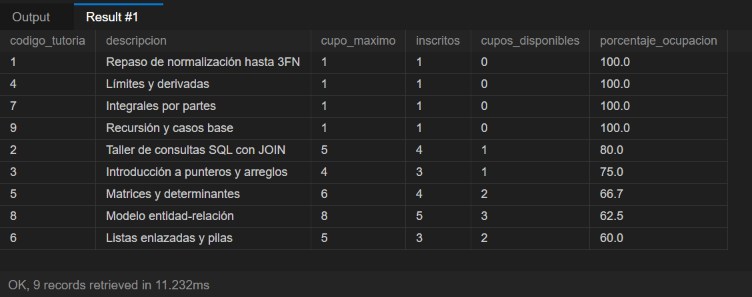 Output Result #1
codigo_tutoria descripcion cupo_maximo inscritos cupos_disponibles porcentaje_ocupacion
1 Repaso de normalización hasta 3FN 1 1 0 100.0
4 Límites y derivadas 1 1 0 100.0
7 Integrales por partes 1 1 0 100.0
9 Recursión y casos base 1 1 0 100.0
2 Taller de consultas SQL con JOIN 5 4 1 80.0
3 Introducción a punteros y arreglos 4 3 1 75.0
5 Matrices y determinantes 6 4 2 66.7
8 Modelo entidad-relación 8 5 3 62.5
6 Listas enlazadas y pilas 5 3 2 60.0
OK, 9 records retrieved in 11.232ms